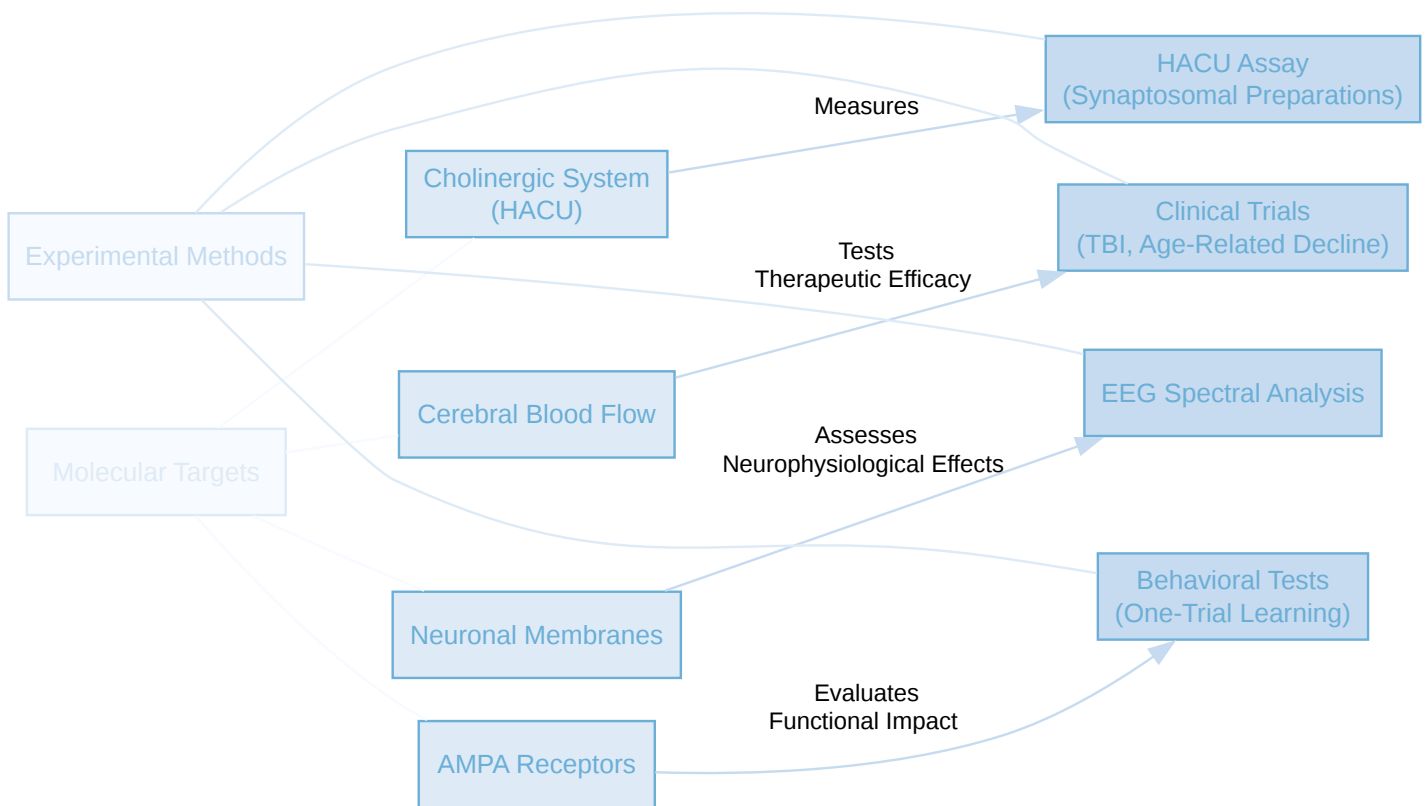 HACU Assay
(Synaptosomal Preparations)
Measures
Cholinergic System
(HACU)
Clinical Trials
(TBI, Age-Related Decline)
Experimental Methods
Tests
Therapeutic Efficacy
EEG Spectral Analysis
Cerebral Blood Flow
Assesses
Neurophysiological Effects
Molecular Targets
Behavioral Tests
(One-Trial Learning)
Neuronal Membranes
Evaluates
Functional Impact
AMPA Receptors